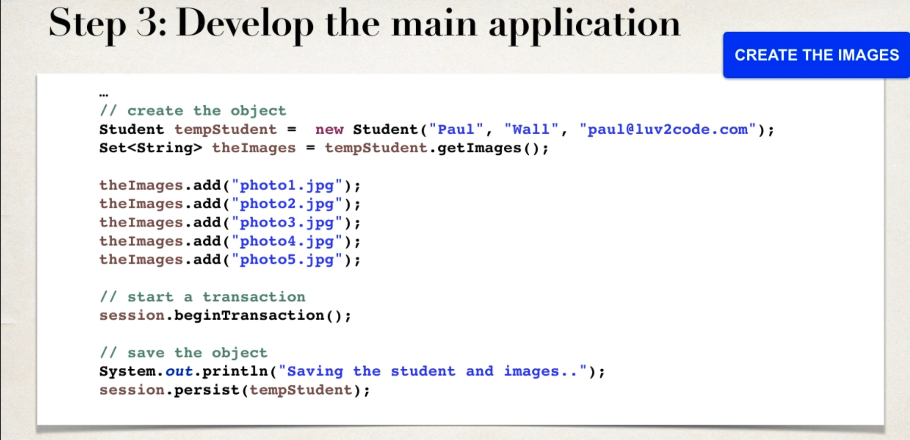 Step 3: Develop the main application
CREATE THE IMAGES
…
// create the object
Student tempStudent =  new Student("Paul", "Wall", "paul@luv2code.com");
Set<String> theImages = tempStudent.getImages();
theImages.add("photo1.jpg");
theImages.add("photo2.jpg");
theImages.add("photo3.jpg");
theImages.add("photo4.jpg");
theImages.add("photo5.jpg");
// start a transaction
session.beginTransaction();
// save the object
System.out.println("Saving the student and images..");
session.persist(tempStudent);